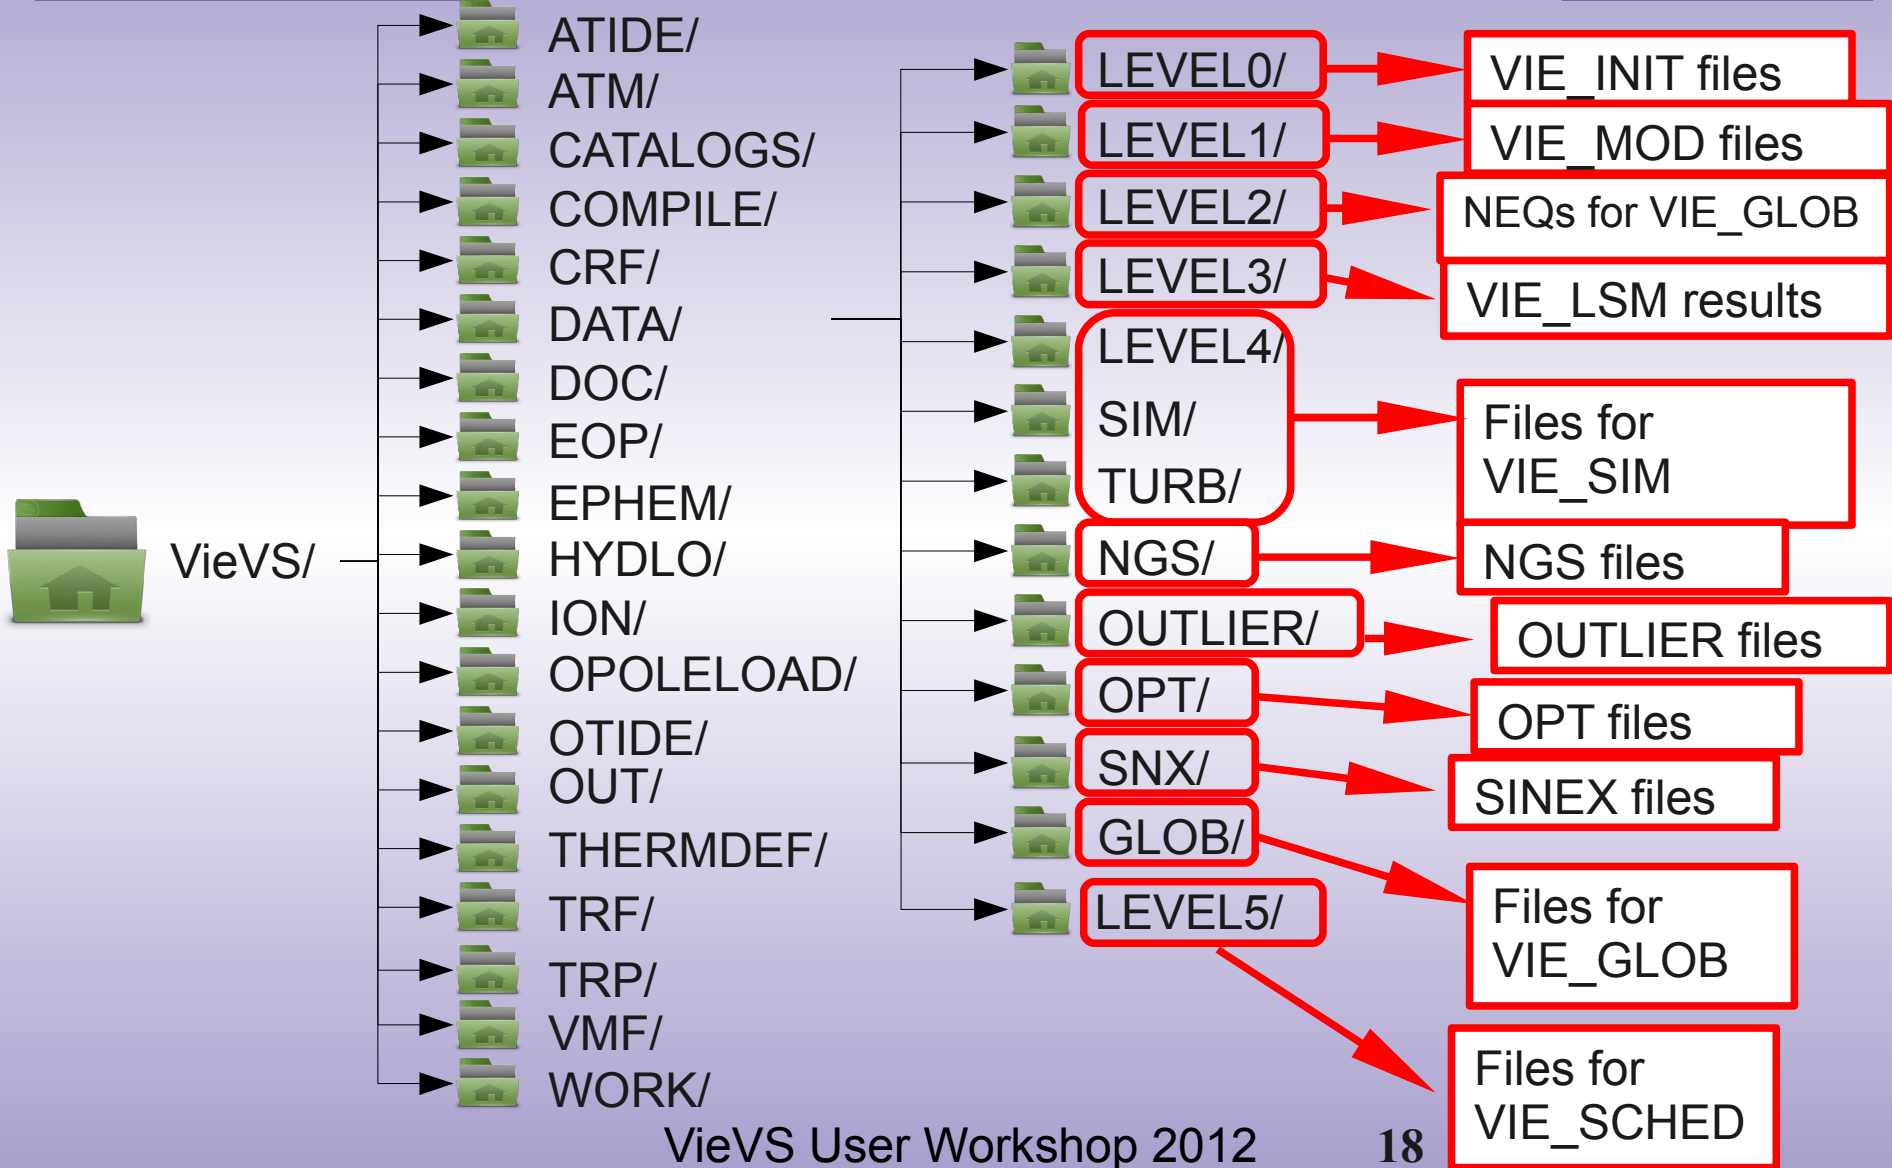 VieVS/
ATIDE/
ATM/
CATALOGS/
COMPILE/
CRF/
DATA/
DOC/
EOP/
EPHEM/
HYDLO/
ION/
OPOLELOAD/
OTIDE/
OUT/
THERMDEF/
TRF/
TRP/
VMF/
WORK/
LEVEL0/
LEVEL1/
LEVEL2/
LEVEL3/
LEVEL4/
SIM/
TURB/
NGS/
OUTLIER/
OPT/
SNX/
GLOB/
LEVEL5/
VIE_INIT files
VIE_MOD files
NEQs for VIE_GLOB
VIE_LSM results
Files for
VIE_SIM
NGS files
OUTLIER files
OPT files
SINEX files
Files for
VIE_GLOB
Files for
VIE_SCHED
VieVS User Workshop 2012
18